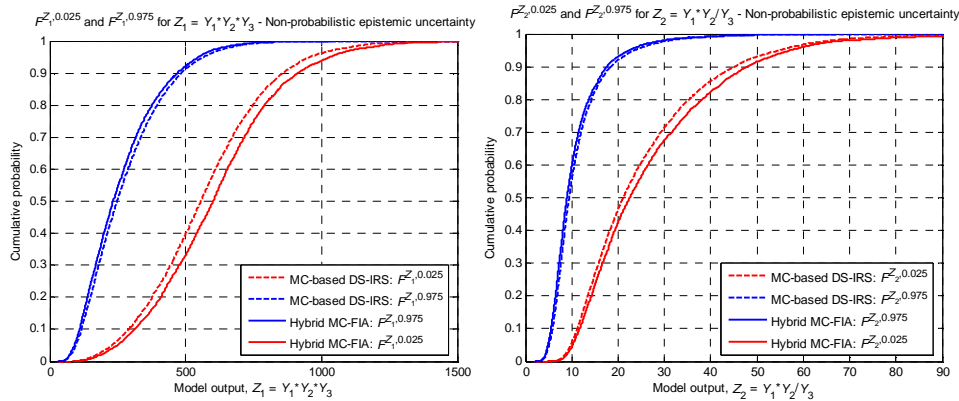 F^Z₁,0.025 and F^Z₁,0.975 for Z₁ = Y₁*Y₂*Y₃ - Non-probabilistic epistemic uncertainty
1
0.9
0.8
0.7
0.6
0.5
0.4
0.3
0.2
0.1
0
Cumulative probability
MC-based DS-IRS: F^Z₁,0.025
MC-based DS-IRS: F^Z₁,0.975
Hybrid MC-FIA: F^Z₁,0.975
Hybrid MC-FIA: F^Z₁,0.025
0 500 1000 1500
Model output, Z₁ = Y₁*Y₂*Y₃
F^Z₂,0.025 and F^Z₂,0.975 for Z₂ = Y₁*Y₂/Y₃ - Non-probabilistic epistemic uncertainty
1
0.9
0.8
0.7
0.6
0.5
0.4
0.3
0.2
0.1
0
Cumulative probability
MC-based DS-IRS: F^Z₂,0.025
MC-based DS-IRS: F^Z₂,0.975
Hybrid MC-FIA: F^Z₂,0.975
Hybrid MC-FIA: F^Z₂,0.025
10 20 30 40 50 60 70 80 90
Model output, Z₂ = Y₁*Y₂/Y₃